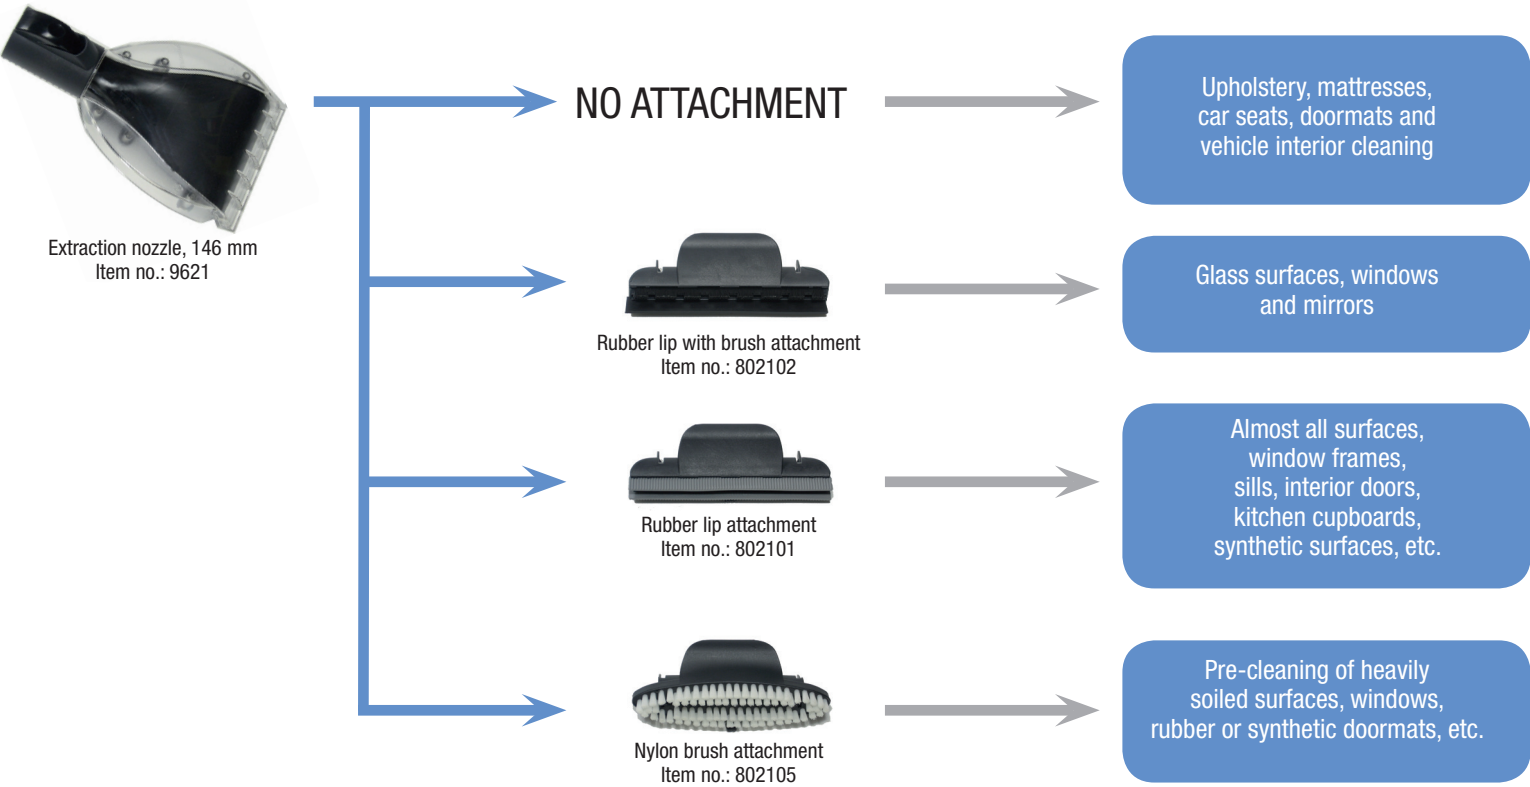 Extraction nozzle, 146 mm
Item no.: 9621
NO ATTACHMENT
Upholstery, mattresses,
car seats, doormats and
vehicle interior cleaning
Rubber lip with brush attachment
Item no.: 802102
Glass surfaces, windows
and mirrors
Rubber lip attachment
Item no.: 802101
Almost all surfaces,
window frames,
sills, interior doors,
kitchen cupboards,
synthetic surfaces, etc.
Nylon brush attachment
Item no.: 802105
Pre-cleaning of heavily
soiled surfaces, windows,
rubber or synthetic doormats, etc.